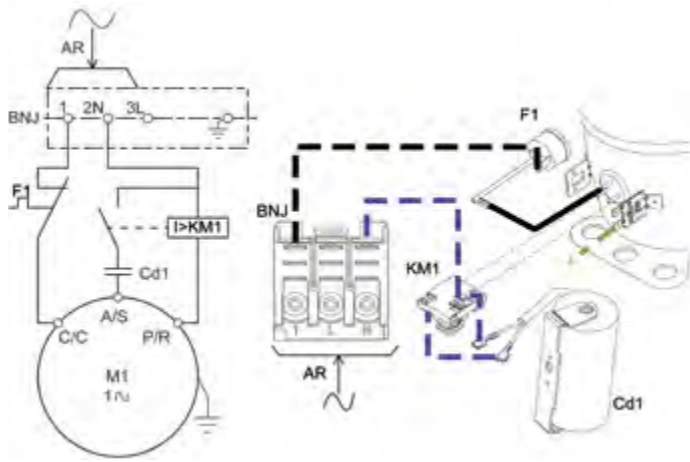 AR
BNJ 1 2N 3L
F1
I>KM1
Cd1
A/S
C/C P/R
M1
1
F1
BNJ
KM1
1 L
AR
Cd1